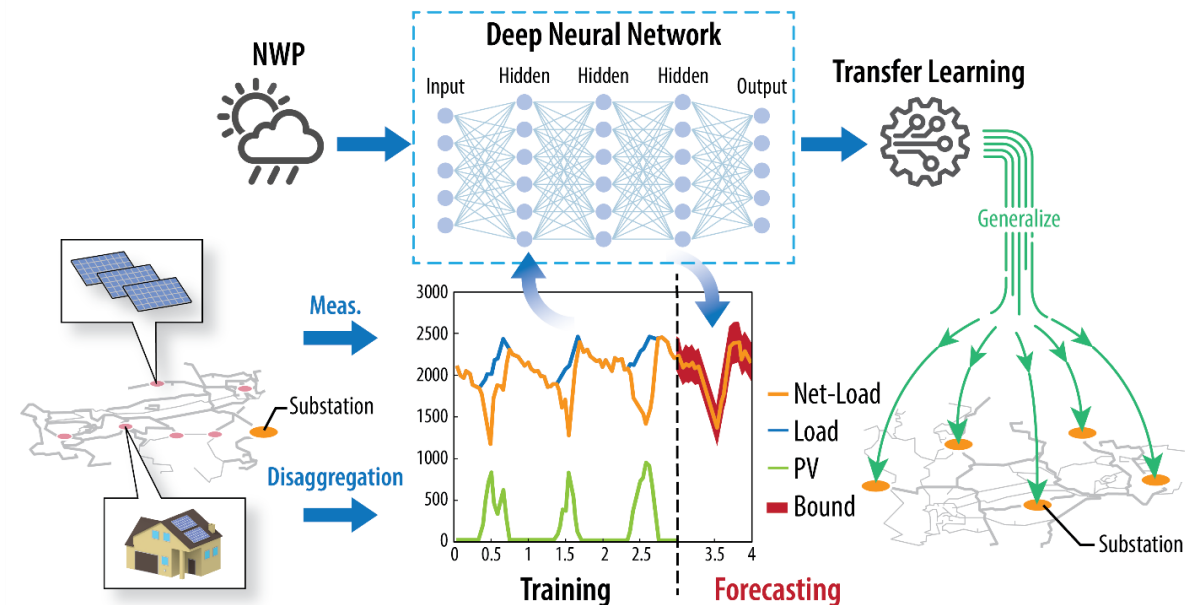 Deep Neural Network
NWP
Input
Hidden
Hidden
Hidden
Output
Transfer Learning
Generalize
Meas.
Substation
Disaggregation
3000
2500
2000
1500
1000
500
0
0 0.5 1 1.5 2 2.5 3 3.5 4
Net-Load
Load
PV
Bound
Training
Forecasting
Substation